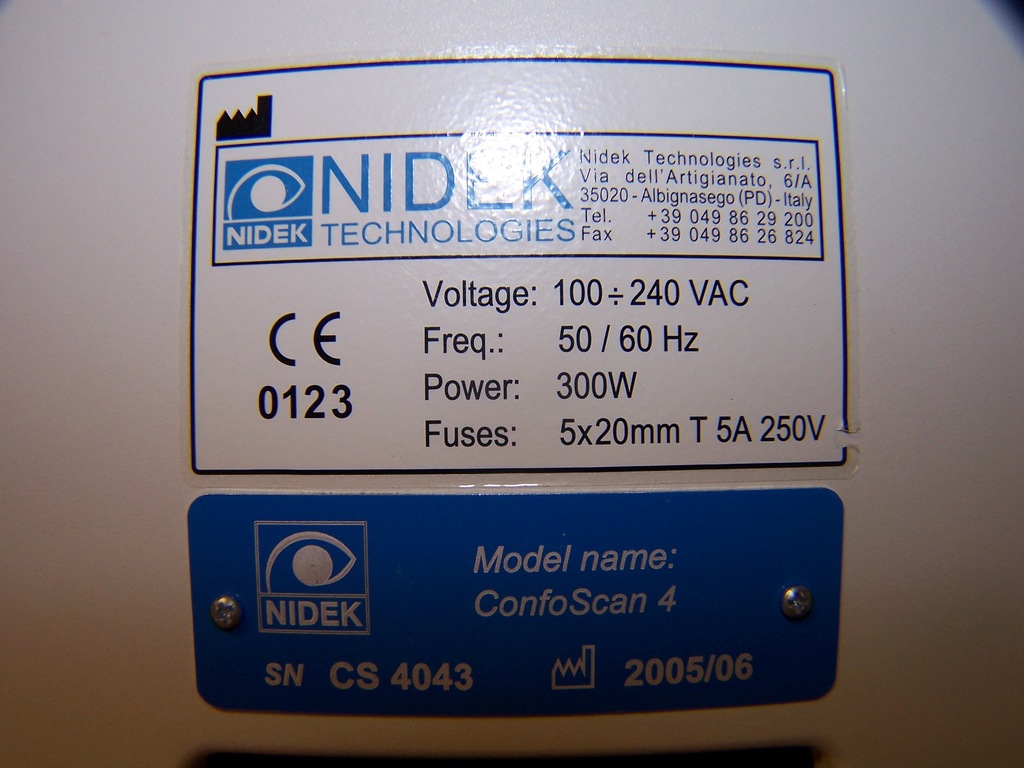 NIDEK
NIDEK
TECHNOLOGIES
Nidek Technologies s.r.l.
Via dell'Artigianato, 6/A
35020 - Albignasego (PD) - Italy
Tel. +39 049 86 29 200
Fax +39 049 86 26 824
CE
0123
Voltage: 100÷240 VAC
Freq.: 50 / 60 Hz
Power: 300W
Fuses: 5x20mm T 5A 250V
NIDEK
Model name:
ConfoScan 4
SN CS 4043
2005/06